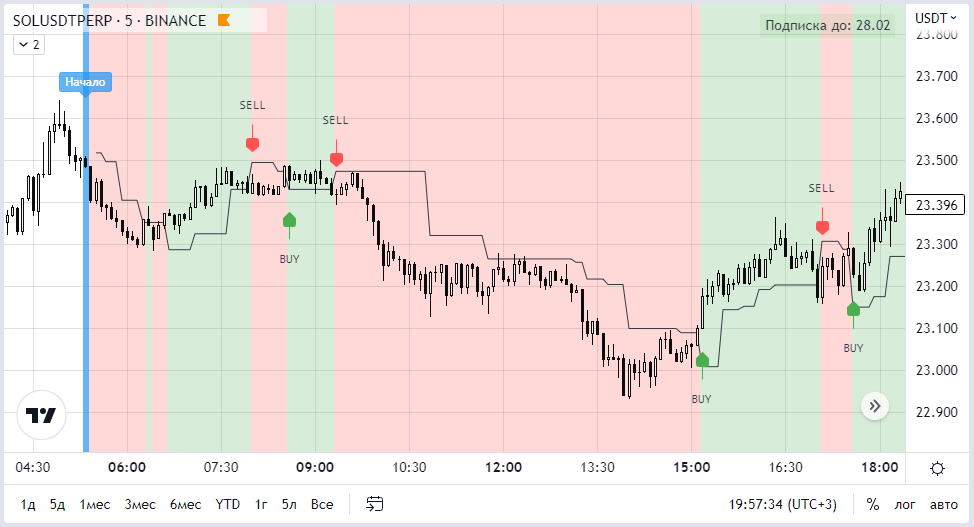 SOLUSDTPERP · 5 · BINANCE
Подписка до: 28.02
USDT
2
Начало
SELL
SELL
BUY
SELL
BUY
BUY
23.800
23.700
23.600
23.500
23.396
23.300
23.200
23.100
23.000
22.900
04:30 06:00 07:30 09:00 10:30 12:00 13:30 15:00 16:30 18:00
1д 5д 1мес 3мес 6мес YTD 1г 5л Все 19:57:34 (UTC+3) % лог авто